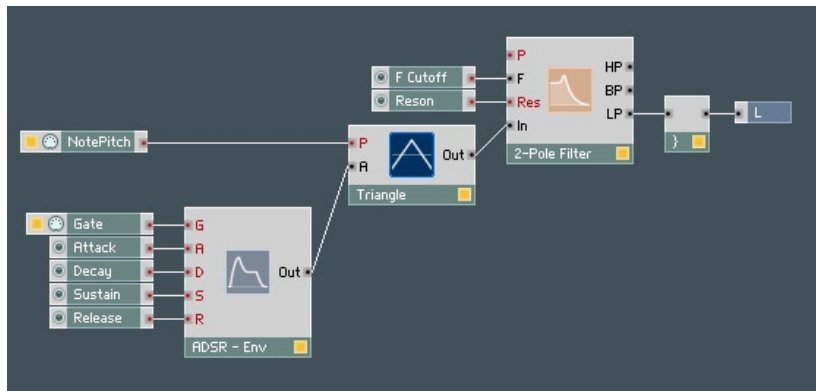 P
HP
F Cutoff
F
BP
Reson
Res
LP
L
In
}
2-Pole Filter
NotePitch
P
Out
A
Triangle
Gate
G
Attack
A
Decay
D
Out
Sustain
S
Release
R
ADSR - Env